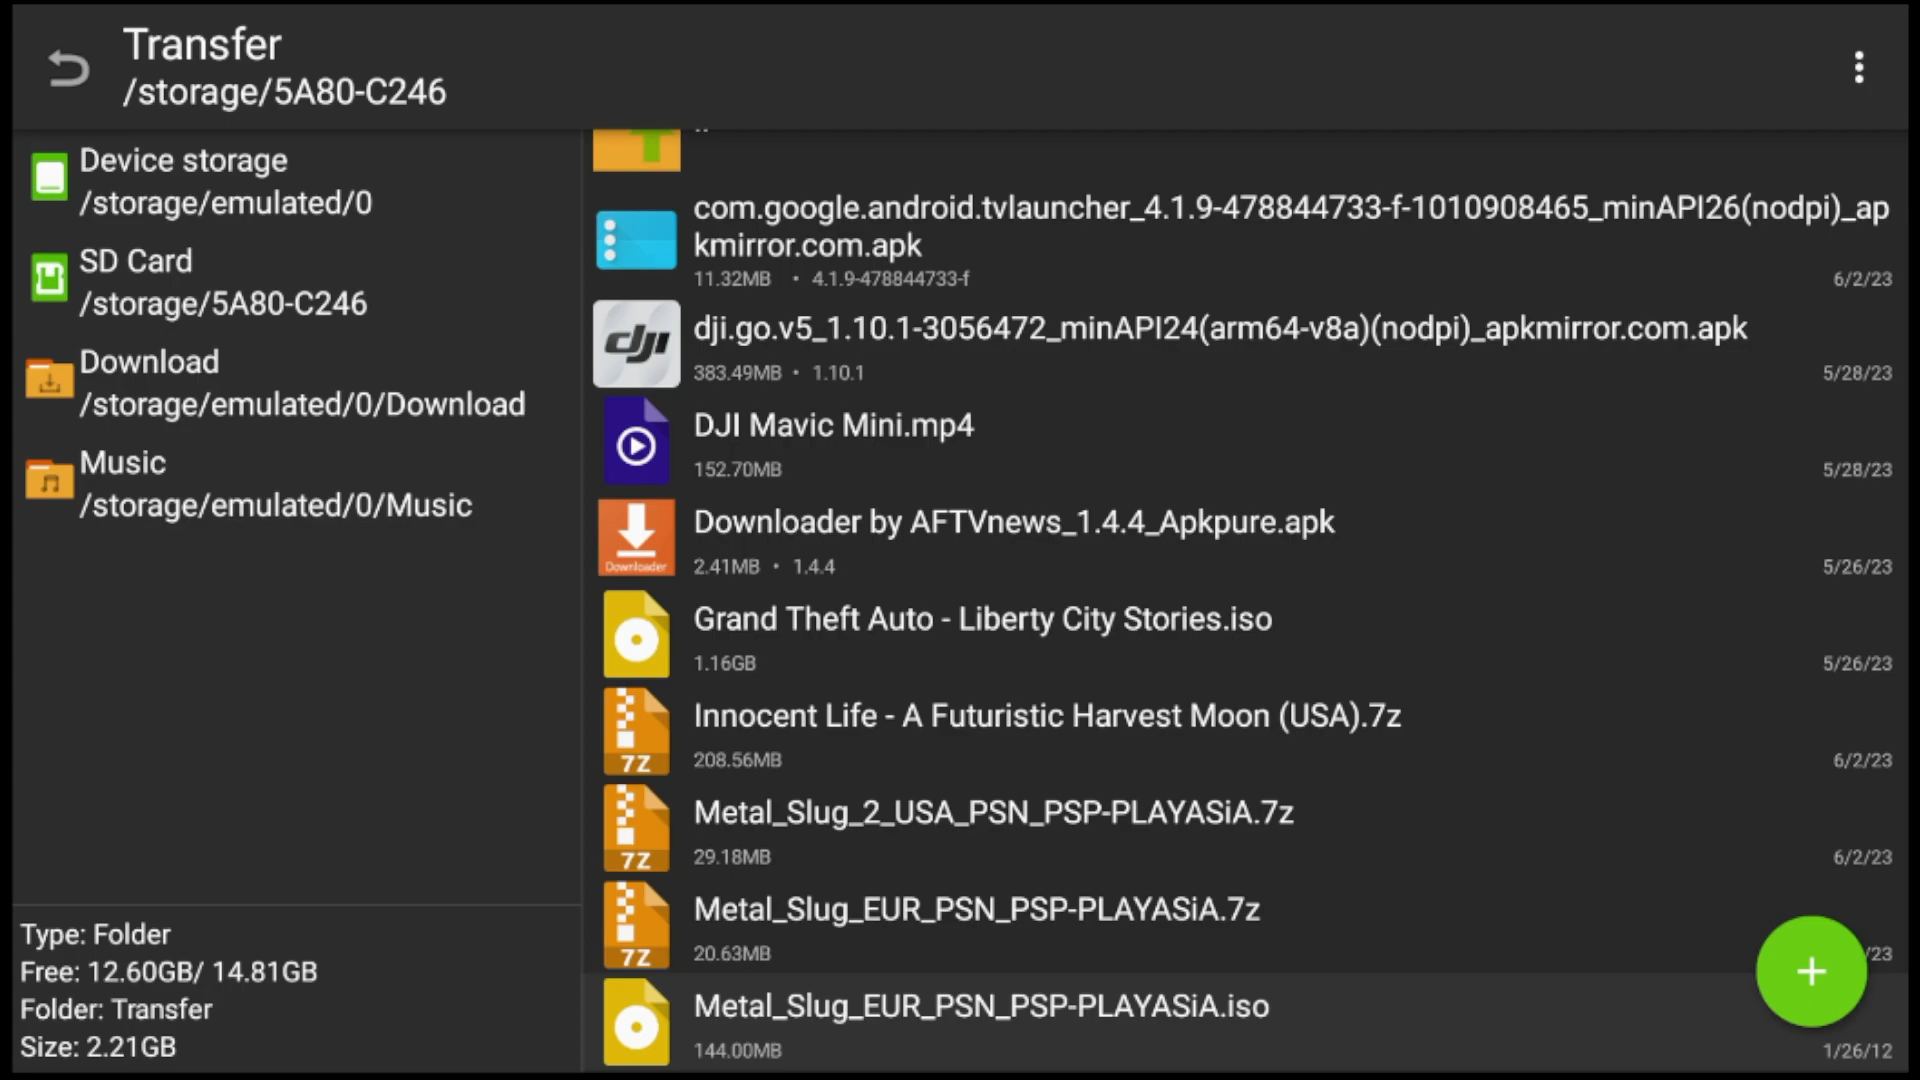 Transfer
/storage/5A80-C246
Device storage
/storage/emulated/0
SD Card
/storage/5A80-C246
Download
/storage/emulated/0/Download
Music
/storage/emulated/0/Music
Type: Folder
Free: 12.60GB/ 14.81GB
Folder: Transfer
Size: 2.21GB
..
com.google.android.tvlauncher_4.1.9-478844733-f-1010908465_minAPI26(nodpi)_ap
kmirror.com.apk
11.32MB • 4.1.9-478844733-f 6/2/23
dji
dji.go.v5_1.10.1-3056472_minAPI24(arm64-v8a)(nodpi)_apkmirror.com.apk
383.49MB • 1.10.1 5/28/23
DJI Mavic Mini.mp4
152.70MB 5/28/23
Downloader
Downloader by AFTVnews_1.4.4_Apkpure.apk
2.41MB • 1.4.4 5/26/23
Grand Theft Auto - Liberty City Stories.iso
1.16GB 5/26/23
7Z
Innocent Life - A Futuristic Harvest Moon (USA).7z
208.56MB 6/2/23
7Z
Metal_Slug_2_USA_PSN_PSP-PLAYASiA.7z
29.18MB 6/2/23
7Z
Metal_Slug_EUR_PSN_PSP-PLAYASiA.7z
20.63MB /23
+
Metal_Slug_EUR_PSN_PSP-PLAYASiA.iso
144.00MB 1/26/12